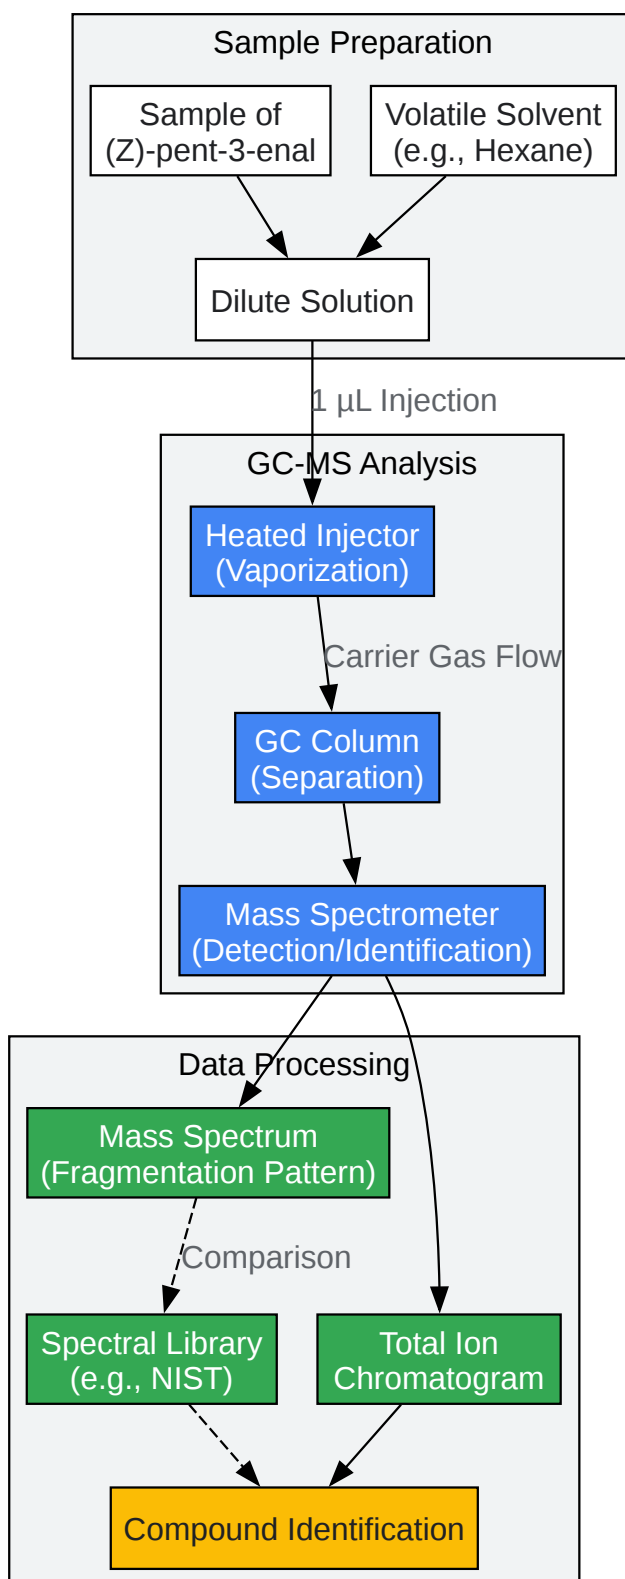 Sample Preparation
Sample of
(Z)-pent-3-enal
Volatile Solvent
(e.g., Hexane)
Dilute Solution
1 µL Injection
GC-MS Analysis
Heated Injector
(Vaporization)
Carrier Gas Flow
GC Column
(Separation)
Mass Spectrometer
(Detection/Identification)
Data Processing
Mass Spectrum
(Fragmentation Pattern)
Comparison
Spectral Library
(e.g., NIST)
Total Ion
Chromatogram
Compound Identification